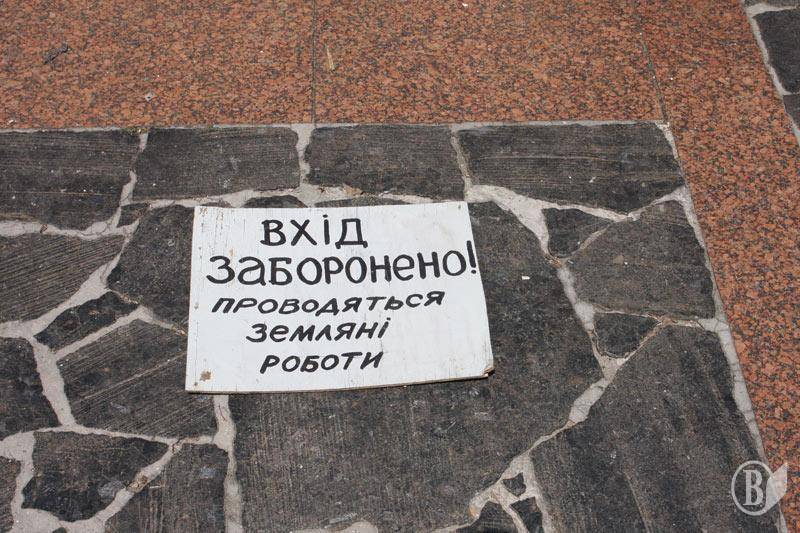 Вхід
заборонено!
проводяться
земляні
роботи
В